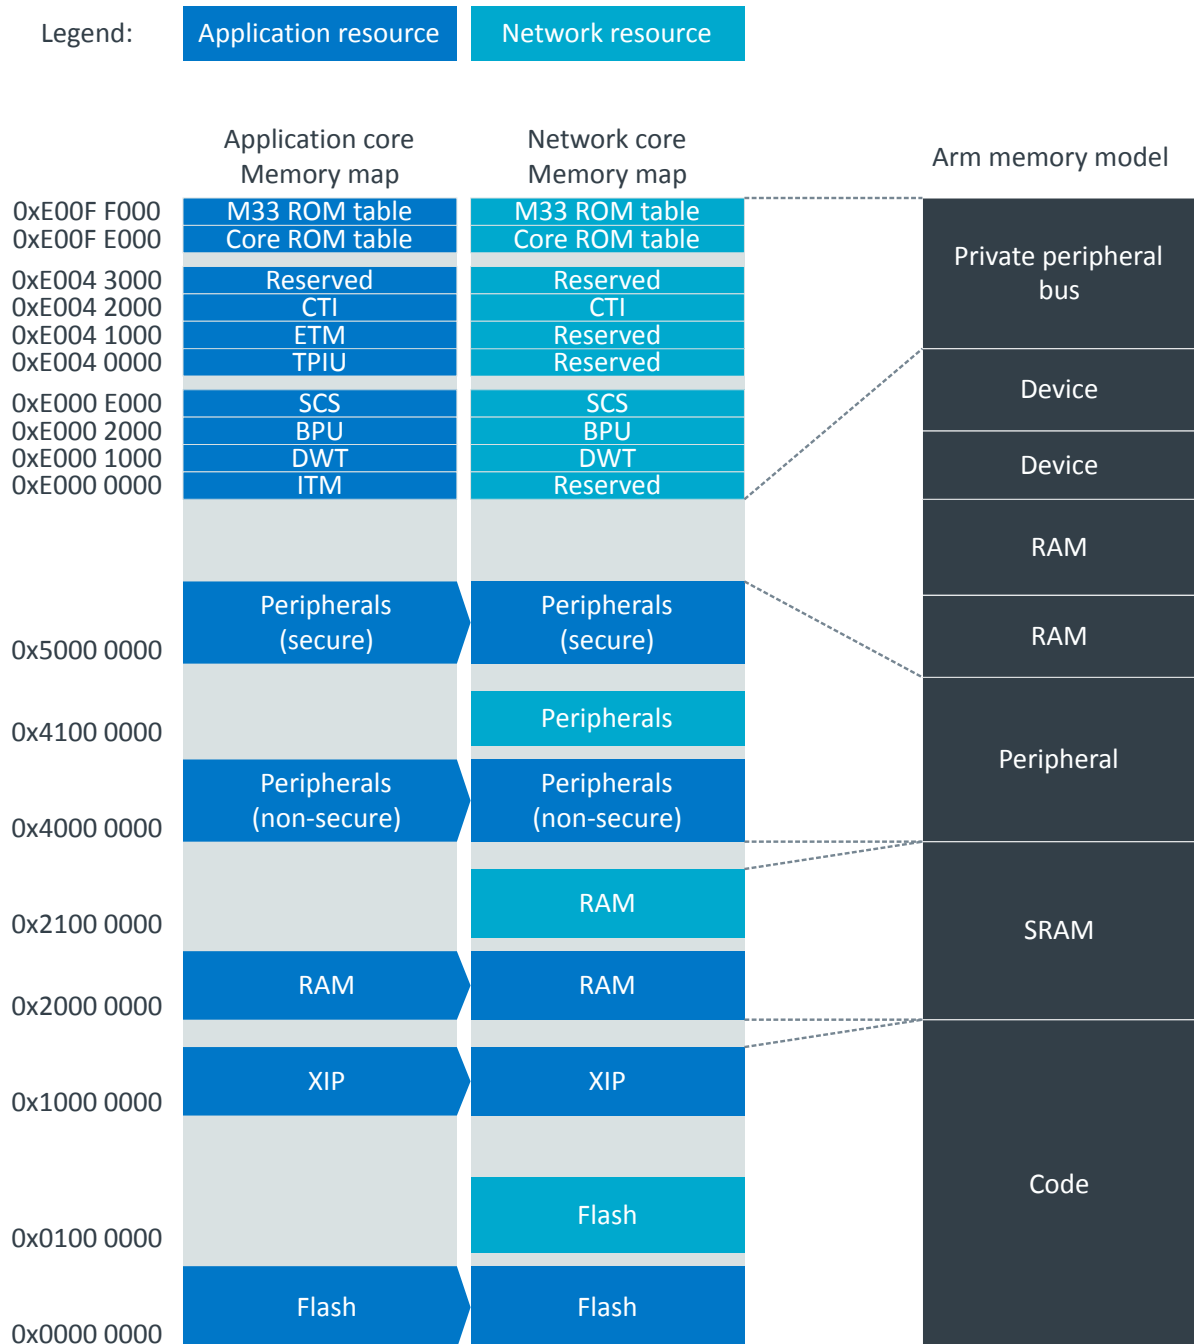 Legend:
Application resource
Network resource
Application core
Memory map
Network core
Memory map
Arm memory model
0xE00F F000
M33 ROM table
M33 ROM table
0xE00F E000
Core ROM table
Core ROM table
Private peripheral
bus
0xE004 3000
Reserved
Reserved
0xE004 2000
CTI
CTI
0xE004 1000
ETM
Reserved
0xE004 0000
TPIU
Reserved
Device
0xE000 E000
SCS
SCS
0xE000 2000
BPU
BPU
0xE000 1000
DWT
DWT
Device
0xE000 0000
ITM
Reserved
RAM
Peripherals
(secure)
Peripherals
(secure)
RAM
0x5000 0000
Peripherals
0x4100 0000
Peripheral
Peripherals
(non-secure)
Peripherals
(non-secure)
0x4000 0000
RAM
0x2100 0000
SRAM
RAM
RAM
0x2000 0000
XIP
XIP
0x1000 0000
Code
Flash
0x0100 0000
Flash
Flash
0x0000 0000